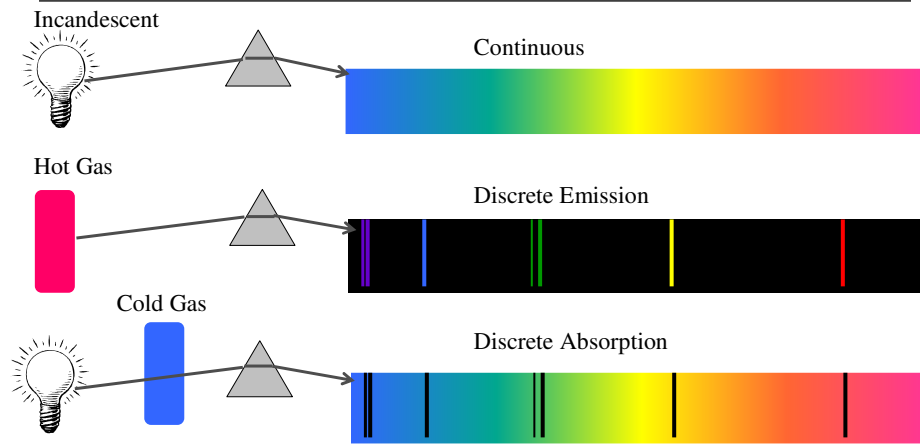 Incandescent
Continuous
Hot Gas
Discrete Emission
Cold Gas
Discrete Absorption